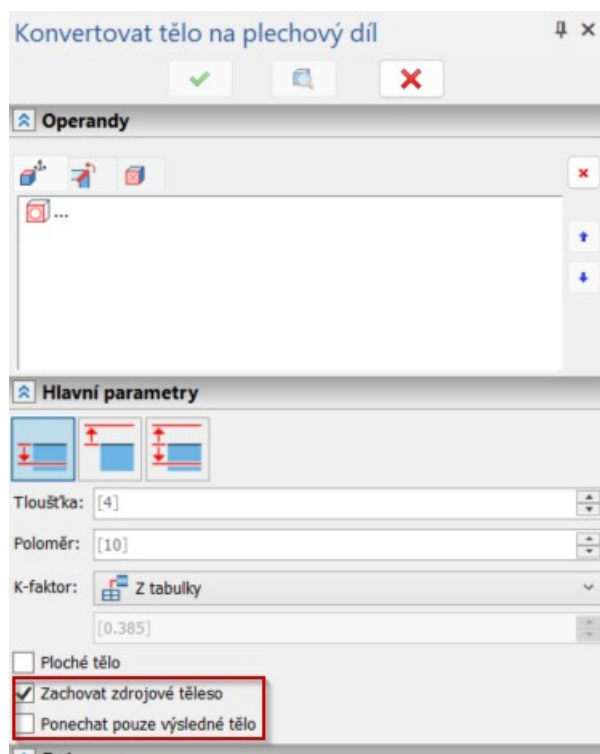 Konvertovat tělo na plechový díl
Operandy
...
Hlavní parametry
Tloušťka: [4]
Poloměr: [10]
K-faktor: Z tabulky
[0.385]
Ploché tělo
Zachovat zdrojové těleso
Ponechat pouze výsledné tělo